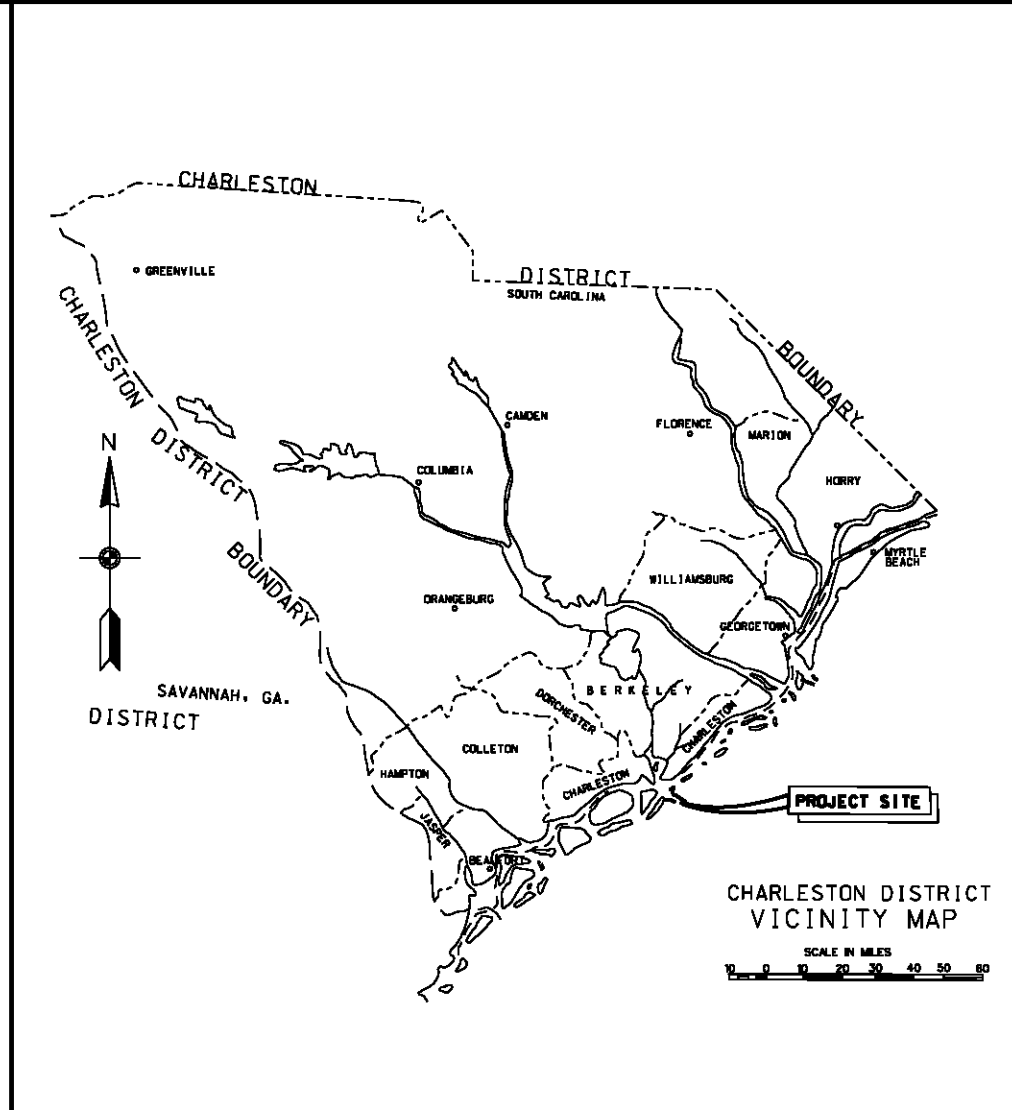 CHARLESTON
DISTRICT
SOUTH CAROLINA
BOUNDARY
GREENVILLE
CHARLESTON
DISTRICT
BOUNDARY
N
CAMDEN
FLORENCE
MARION
COLUMBIA
HORRY
MYRTLE
BEACH
WILLIAMSBURG
ORANGEBURG
GEORGETOWN
SAVANNAH, GA.
DISTRICT
BERKELEY
DORCHESTER
CHARLESTON
COLLETON
HAMPTON
CHARLESTON
JASPER
BEAUFORT
PROJECT SITE
CHARLESTON DISTRICT
VICINITY MAP
SCALE IN MILES
10 0 10 20 30 40 50 60